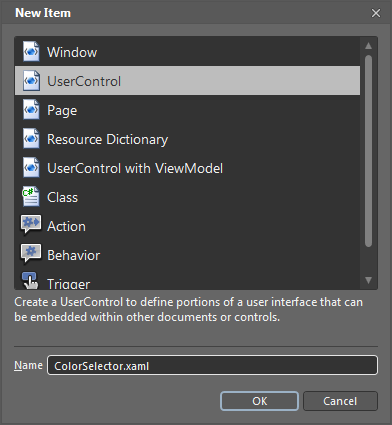 New Item
Window
UserControl
Page
Resource Dictionary
UserControl with ViewModel
C#
Class
Action
Behavior
Trigger
Create a UserControl to define portions of a user interface that can
be embedded within other documents or controls.
Name ColorSelector.xaml
OK Cancel